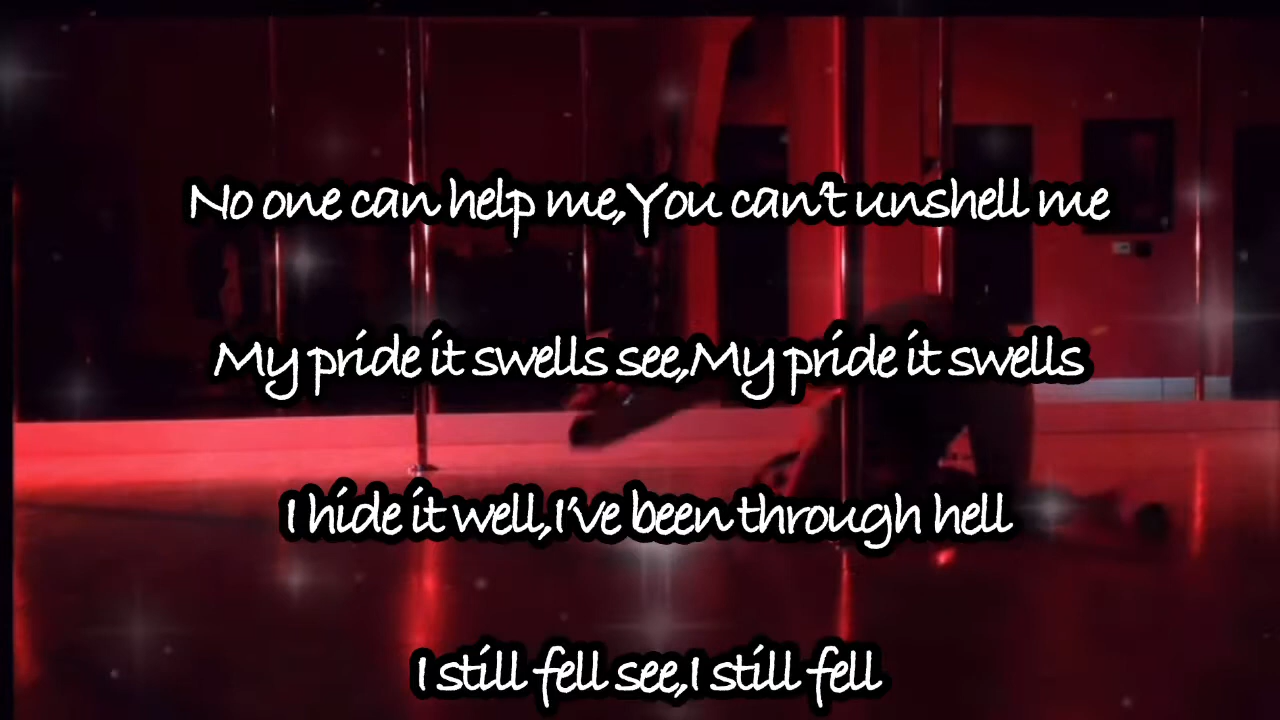 No one can help me,You can't unshell me
My pride it swells see,My pride it swells
I hide it well,I've been through hell
I still fell see,I still fell